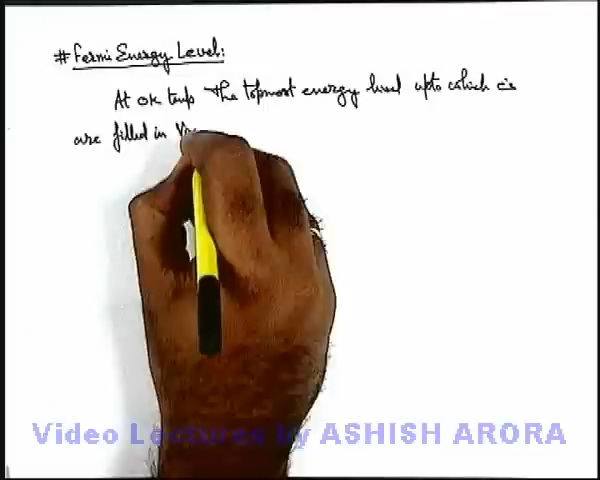 # Fermi Energy Level:
At 0K temp the topmost energy level upto which e⁻s
are filled in
Video Lectures by ASHISH ARORA